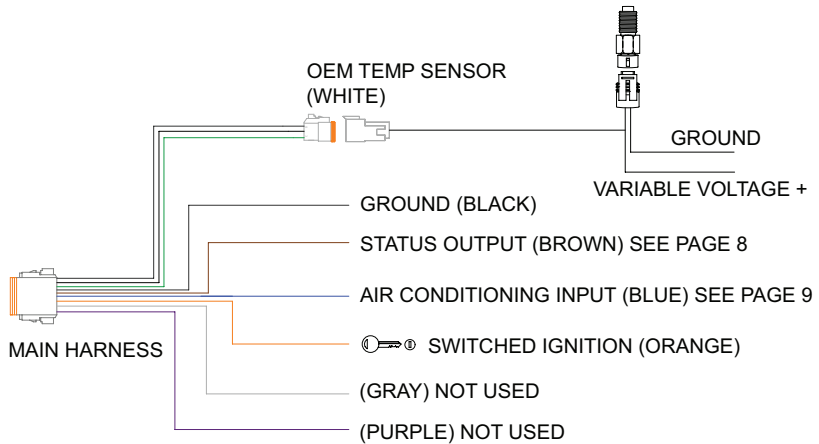 OEM TEMP SENSOR
(WHITE)
GROUND
VARIABLE VOLTAGE +
GROUND (BLACK)
STATUS OUTPUT (BROWN) SEE PAGE 8
AIR CONDITIONING INPUT (BLUE) SEE PAGE 9
MAIN HARNESS
SWITCHED IGNITION (ORANGE)
(GRAY) NOT USED
(PURPLE) NOT USED